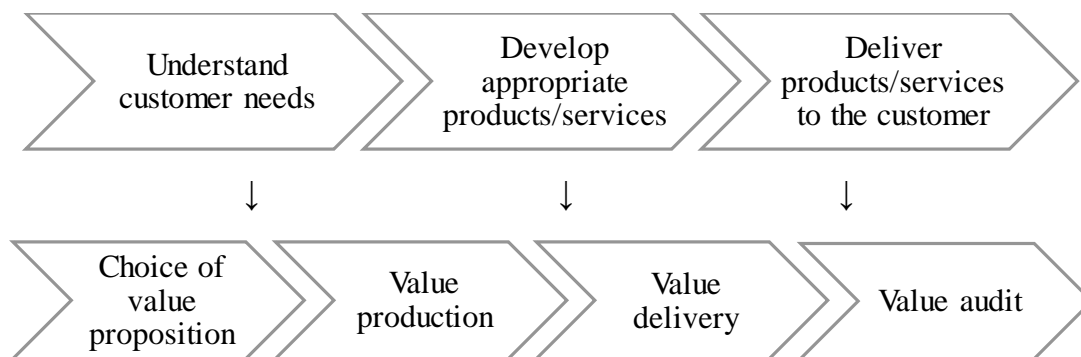 Understand
customer needs
Develop
appropriate
products/services
Deliver
products/services
to the customer
↓
↓
↓
Choice of
value
proposition
Value
production
Value
delivery
Value audit